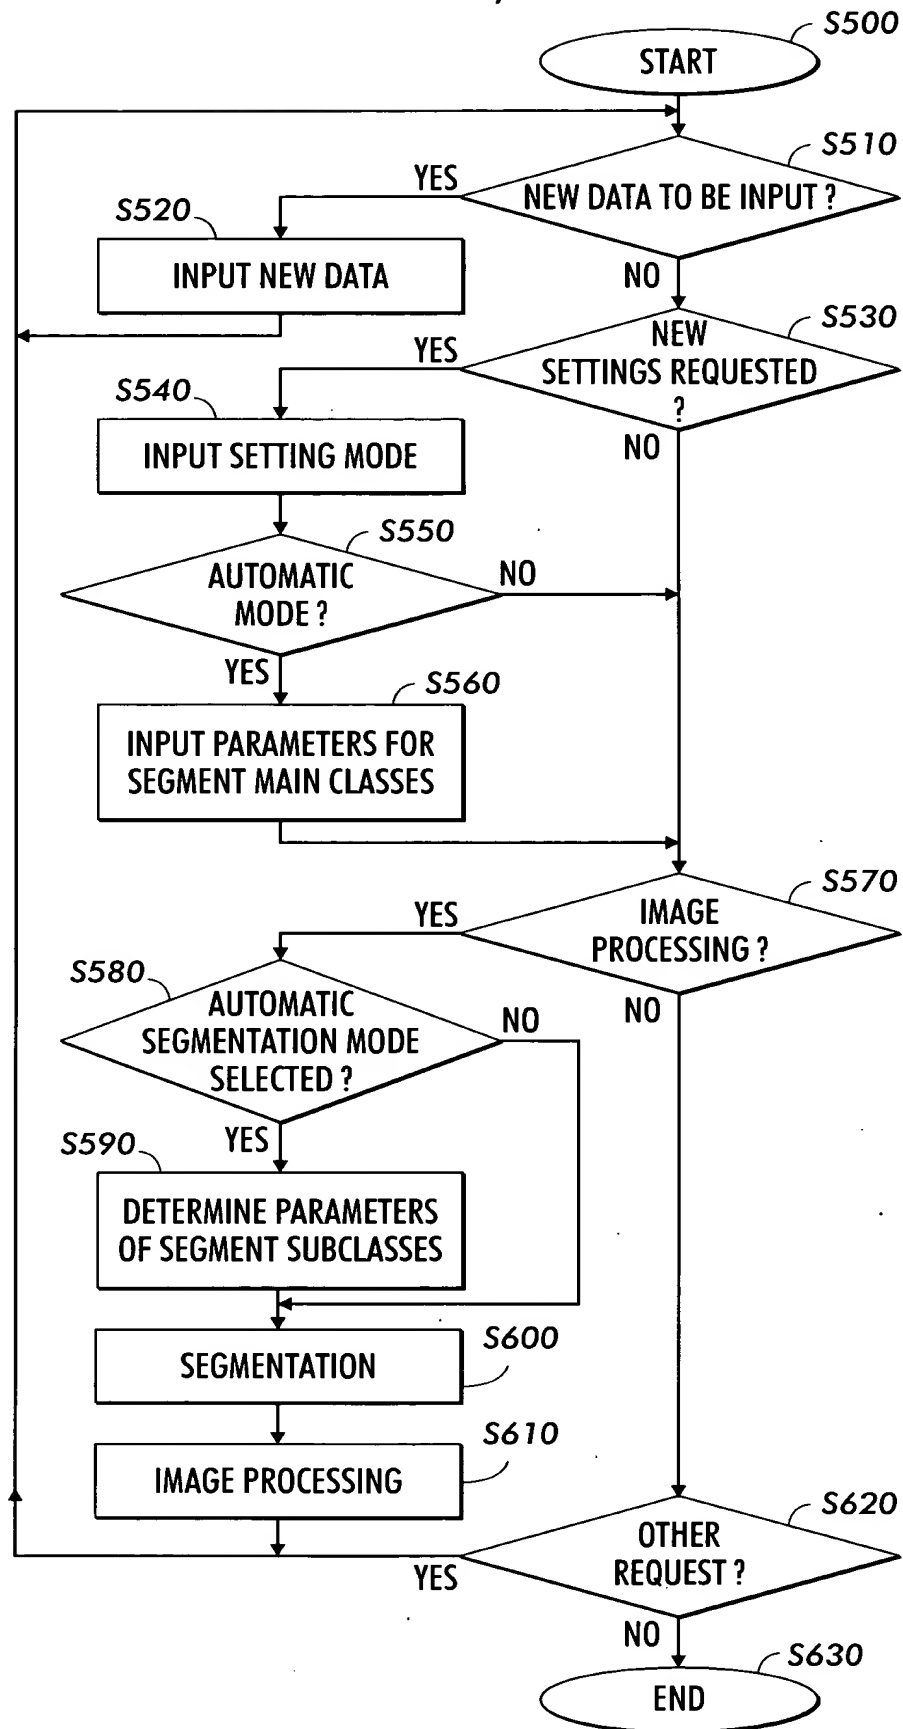 S500
START
S510
YES
NEW DATA TO BE INPUT ?
S520
INPUT NEW DATA
NO
S530
YES
NEW
SETTINGS REQUESTED
?
S540
INPUT SETTING MODE
NO
S550
AUTOMATIC
MODE ?
NO
YES
S560
INPUT PARAMETERS FOR
SEGMENT MAIN CLASSES
S570
YES
IMAGE
PROCESSING ?
S580
AUTOMATIC
SEGMENTATION MODE
SELECTED ?
NO
NO
YES
S590
DETERMINE PARAMETERS
OF SEGMENT SUBCLASSES
S600
SEGMENTATION
S610
IMAGE PROCESSING
S620
OTHER
REQUEST ?
YES
NO
S630
END